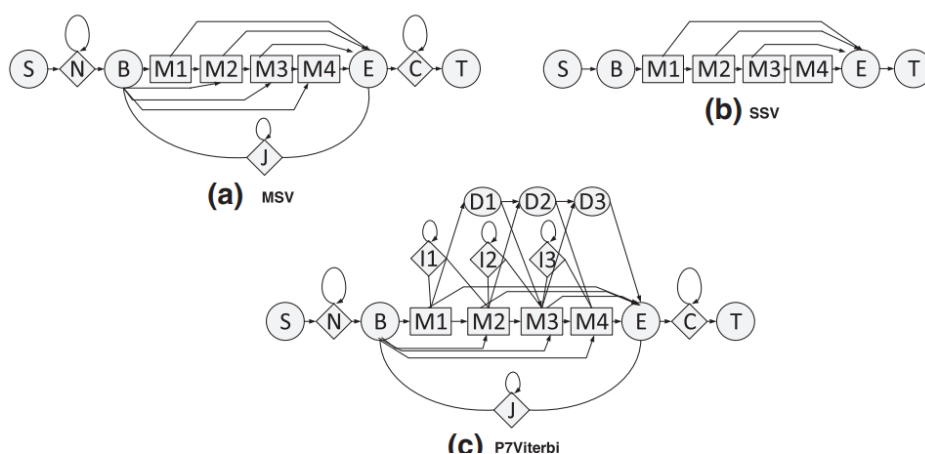 S N B M1 M2 M3 M4 E C T
J
(a) MSV
S B M1 M2 M3 M4 E T
(b) SSV
D1 D2 D3
I1 I2 I3
S N B M1 M2 M3 M4 E C T
J
(c) P7Viterbi